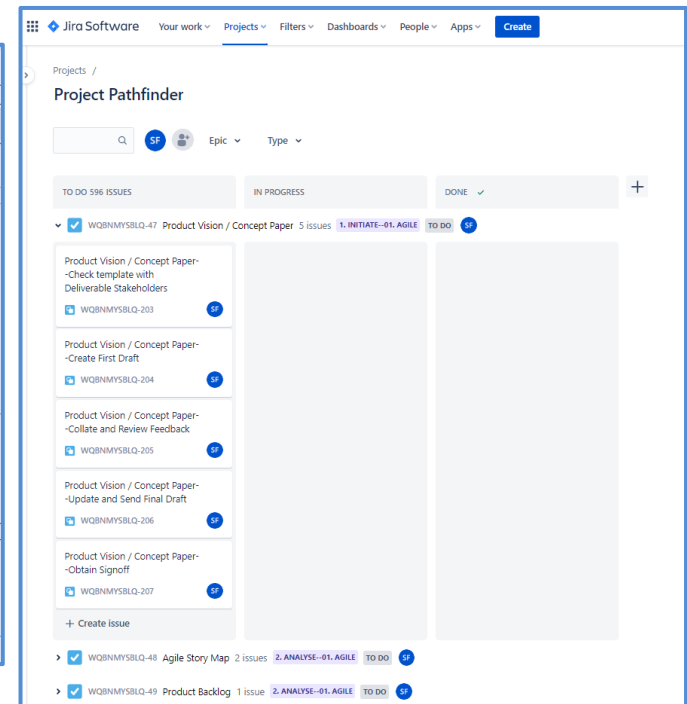 Jira Software Your work Projects Filters Dashboards People Apps Create
Projects /
Project Pathfinder
SF Epic Type
TO DO 596 ISSUES IN PROGRESS DONE
WQBNMYSBLQ-47 Product Vision / Concept Paper 5 issues 1. INITIATE--01. AGILE TO DO SF
Product Vision / Concept Paper-
-Check template with
Deliverable Stakeholders
WQBNMYSBLQ-203 SF
Product Vision / Concept Paper-
-Create First Draft
WQBNMYSBLQ-204 SF
Product Vision / Concept Paper-
-Collate and Review Feedback
WQBNMYSBLQ-205 SF
Product Vision / Concept Paper-
-Update and Send Final Draft
WQBNMYSBLQ-206 SF
Product Vision / Concept Paper-
-Obtain Signoff
WQBNMYSBLQ-207 SF
+ Create issue
WQBNMYSBLQ-48 Agile Story Map 2 issues 2. ANALYSE--01. AGILE TO DO SF
WQBNMYSBLQ-49 Product Backlog 1 issue 2. ANALYSE--01. AGILE TO DO SF